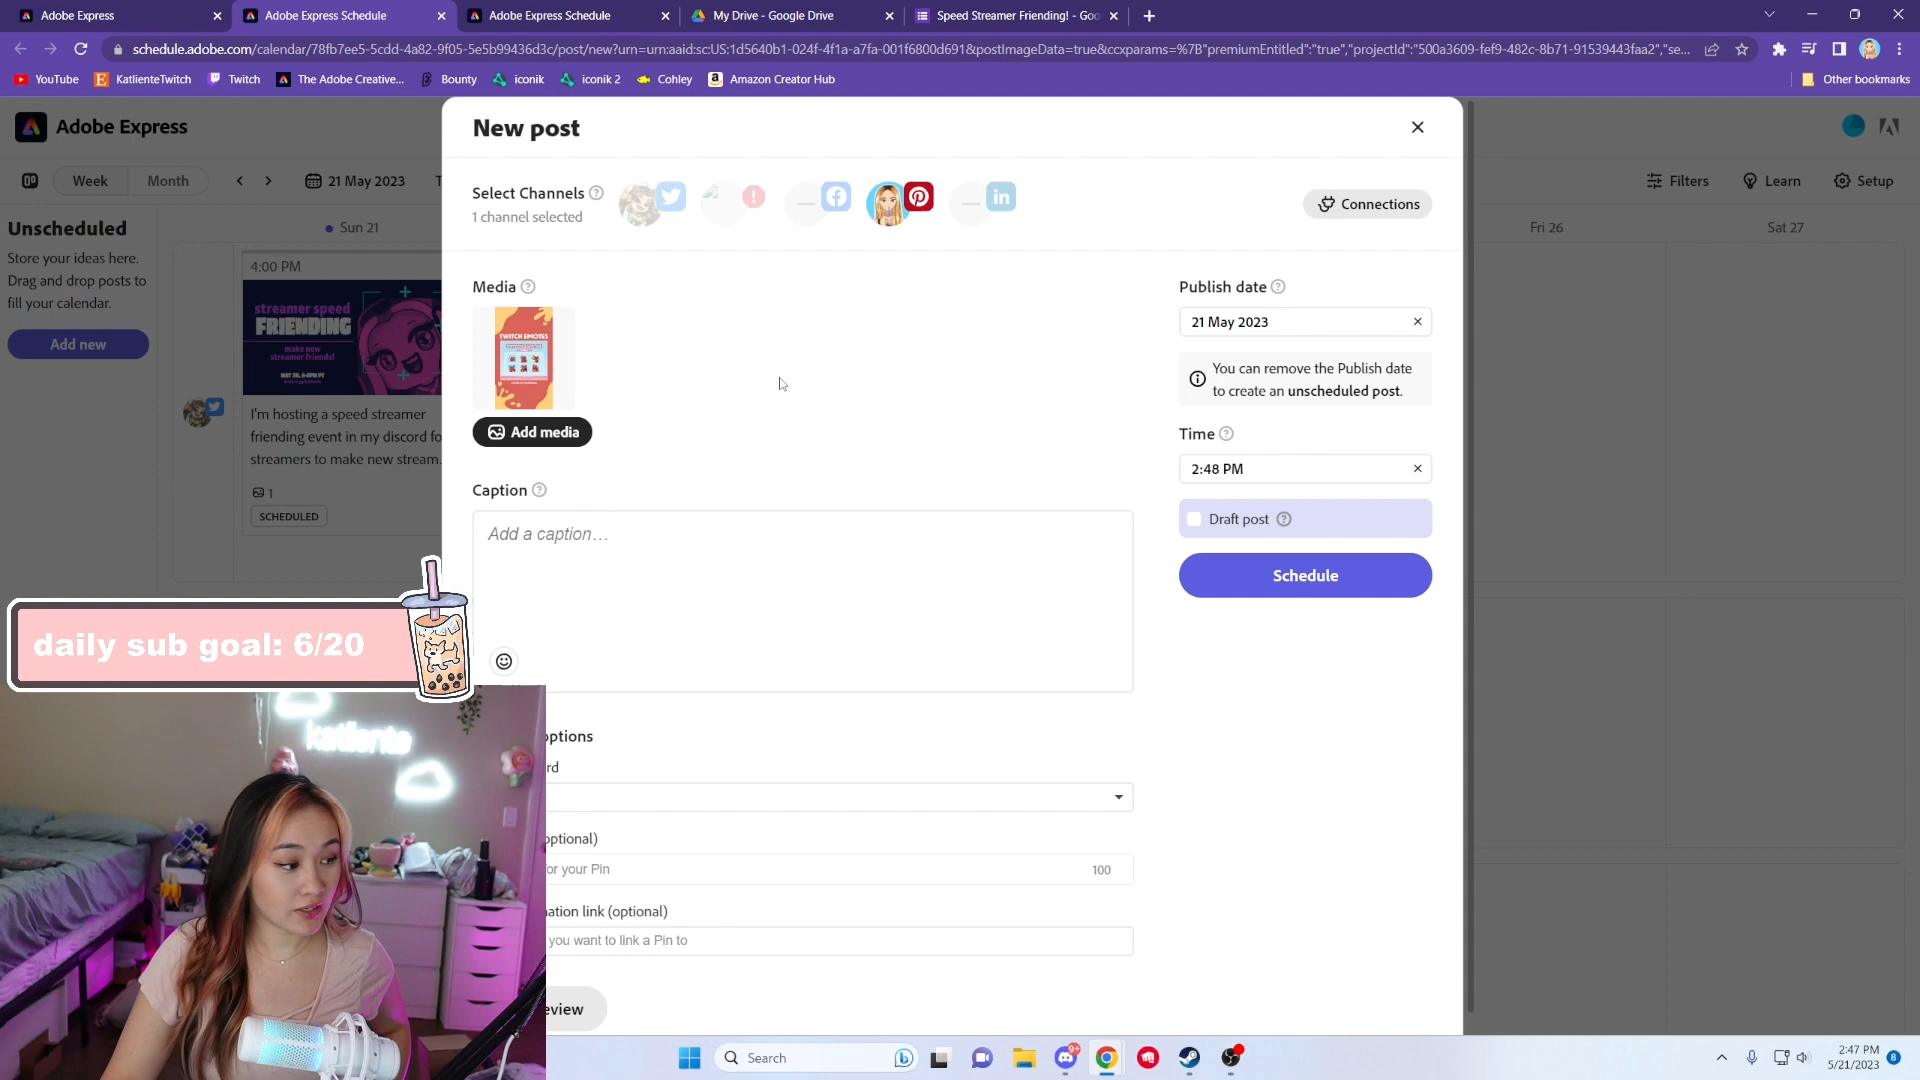 Adobe Express
Adobe Express Schedule
Adobe Express Schedule
My Drive - Google Drive
Speed Streamer Friending! - Goo
schedule.adobe.com/calendar/78fb7ee5-5cdd-4a82-9f05-5e5b99436d3c/post/new?urn=urn:aaid:sc:US:1d5640b1-024f-4f1a-a7fa-001f6800d691&postImageData=true&ccxparams=%7B"premiumEntitled":"true","projectId":"500a3609-fef9-482c-8b71-91539443faa2","se...
YouTube
KatlienteTwitch
Twitch
The Adobe Creative...
Bounty
iconik
iconik 2
Cohley
Amazon Creator Hub
Other bookmarks
Adobe Express
New post
Week
Month
21 May 2023
T
Select Channels
1 channel selected
Connections
Filters
Learn
Setup
Unscheduled
Store your ideas here.
Drag and drop posts to
fill your calendar.
Add new
Sun 21
Fri 26
Sat 27
4:00 PM
streamer speed
FRIENDING
make new
streamer friends!
I'm hosting a speed streamer
friending event in my discord fo
streamers to make new stream.
1
SCHEDULED
Media
TWITCH EMOTES
Add media
Caption
Add a caption...
Publish date
21 May 2023
You can remove the Publish date
to create an unscheduled post.
Time
2:48 PM
Draft post
Schedule
daily sub goal: 6/20
katliente
ptions
rd
optional)
or your Pin
100
nation link (optional)
you want to link a Pin to
eview
Search
9+
2:47 PM
5/21/2023
8